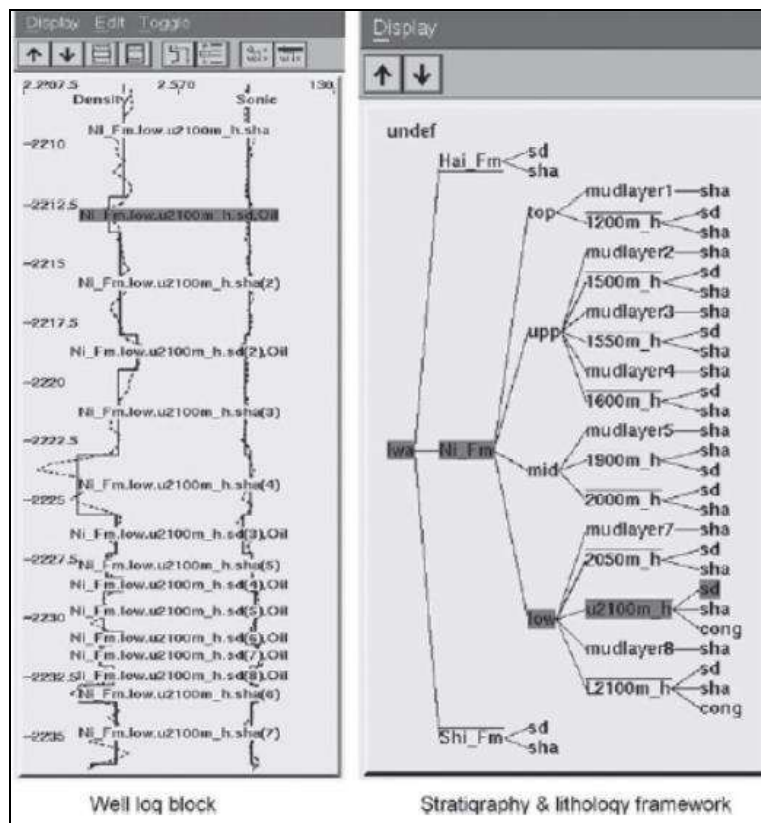 Display Edit Toggle
2.2207.5 2.570 130.
Density Sonic
Ni_Fm.low.u2100m_h.sha
-2210
-2212.5
Ni_Fm.low.u2100m_h.sd,Oil
-2215
Ni_Fm.low.u2100m_h.sha(2)
-2217.5
Ni_Fm.low.u2100m_h.sd(2),Oil
-2220
Ni_Fm.low.u2100m_h.sha(3)
-2222.5
Ni_Fm.low.u2100m_h.sha(4)
-2225
Ni_Fm.low.u2100m_h.sd(3),Oil
-2227.5
Ni_Fm.low.u2100m_h.sha(5)
Ni_Fm.low.u2100m_h.sd(4),Oil
Ni_Fm.low.u2100m_h.sd(5),Oil
-2230
Ni_Fm.low.u2100m_h.sd(6),Oil
Ni_Fm.low.u2100m_h.sd(7),Oil
-2232.5
Fm.low.u2100m_h.sd(8),Oil
Ni_Fm.low.u2100m_h.sha(6)
-2235
Ni_Fm.low.u2100m_h.sha(7)
Well log block
Display
undef
Hai_Fm
sd
sha
top
mudlayer1
sha
1200m_h
sd
sha
upp
mudlayer2
sha
1500m_h
sd
sha
mudlayer3
sha
1550m_h
sd
sha
mudlayer4
sha
1600m_h
sd
sha
Iwa
Ni_Fm
mid
mudlayer5
sha
1900m_h
sha
sd
2000m_h
sd
sha
low
mudlayer7
sha
2050m_h
sd
sha
u2100m_h
sd
sha
cong
mudlayer8
sha
L2100m_h
sd
sha
cong
Shi_Fm
sd
sha
Stratigraphy & lithology framework